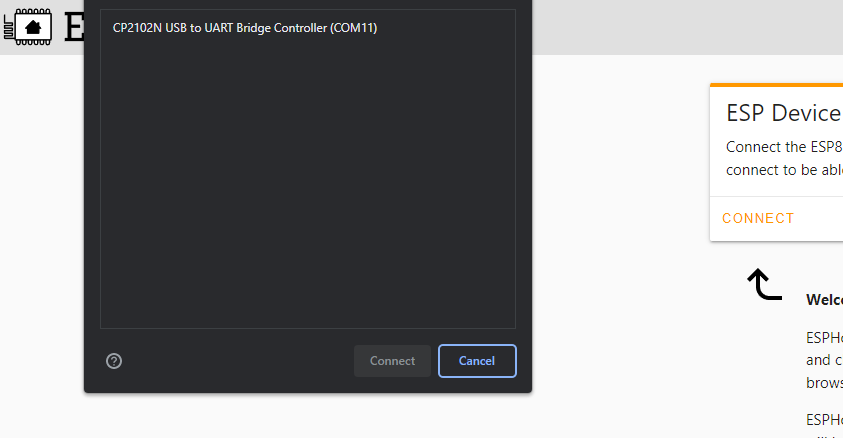 CP2102N USB to UART Bridge Controller (COM11)
Connect
Cancel
E
ESP Device
Connect the ESP8
connect to be abl
CONNECT
Welc
ESPH
and c
brows
ESPH